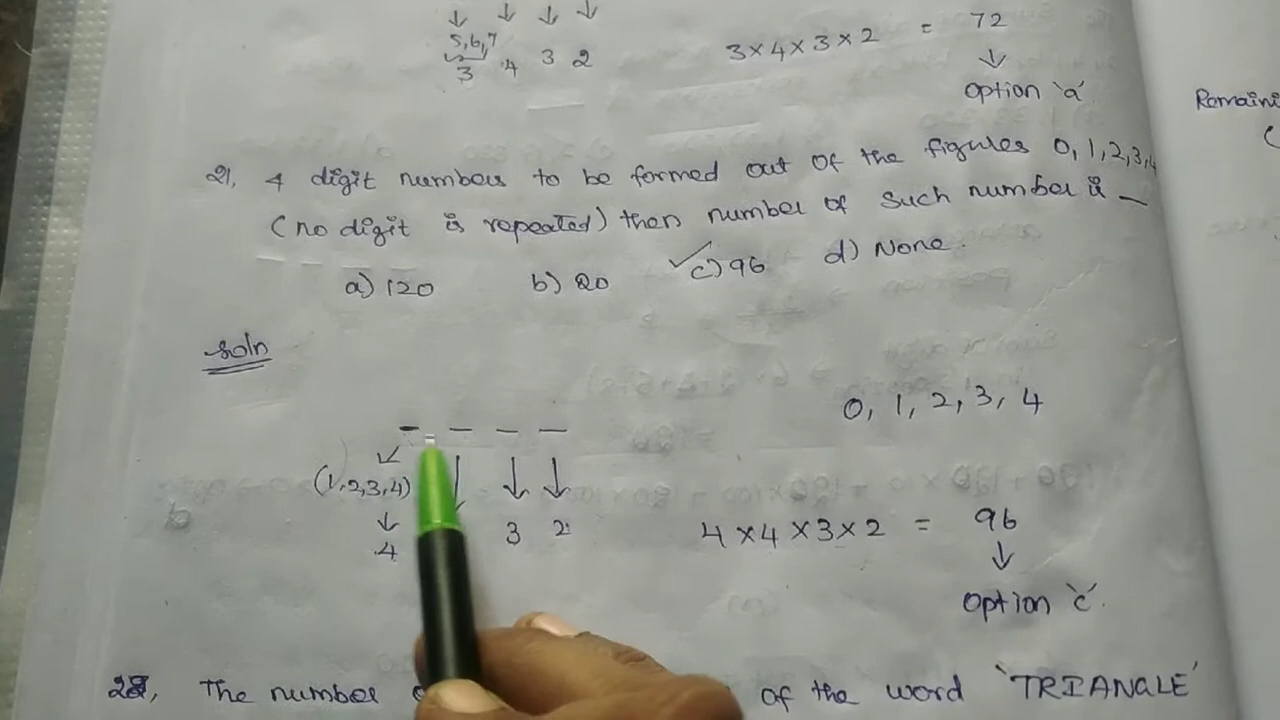 ↓ ↓ ↓ ↓
5,6,7
3 4 3 2
3×4×3×2 = 72
↓
option 'a'
Remaini
(
21, 4 digit numbers to be formed out of the figures 0,1,2,3,4
(no digit is repeated) then number of such number is —
a) 120 b) 20 ✓c) 96 d) None.
Soln
0, 1, 2, 3, 4
— — — —
↙ ↓ ↓ ↓
(1,2,3,4)
↓
4 3 2
4×4×3×2 = 96
↓
option 'c'.
22, The number of the word 'TRIANGLE'